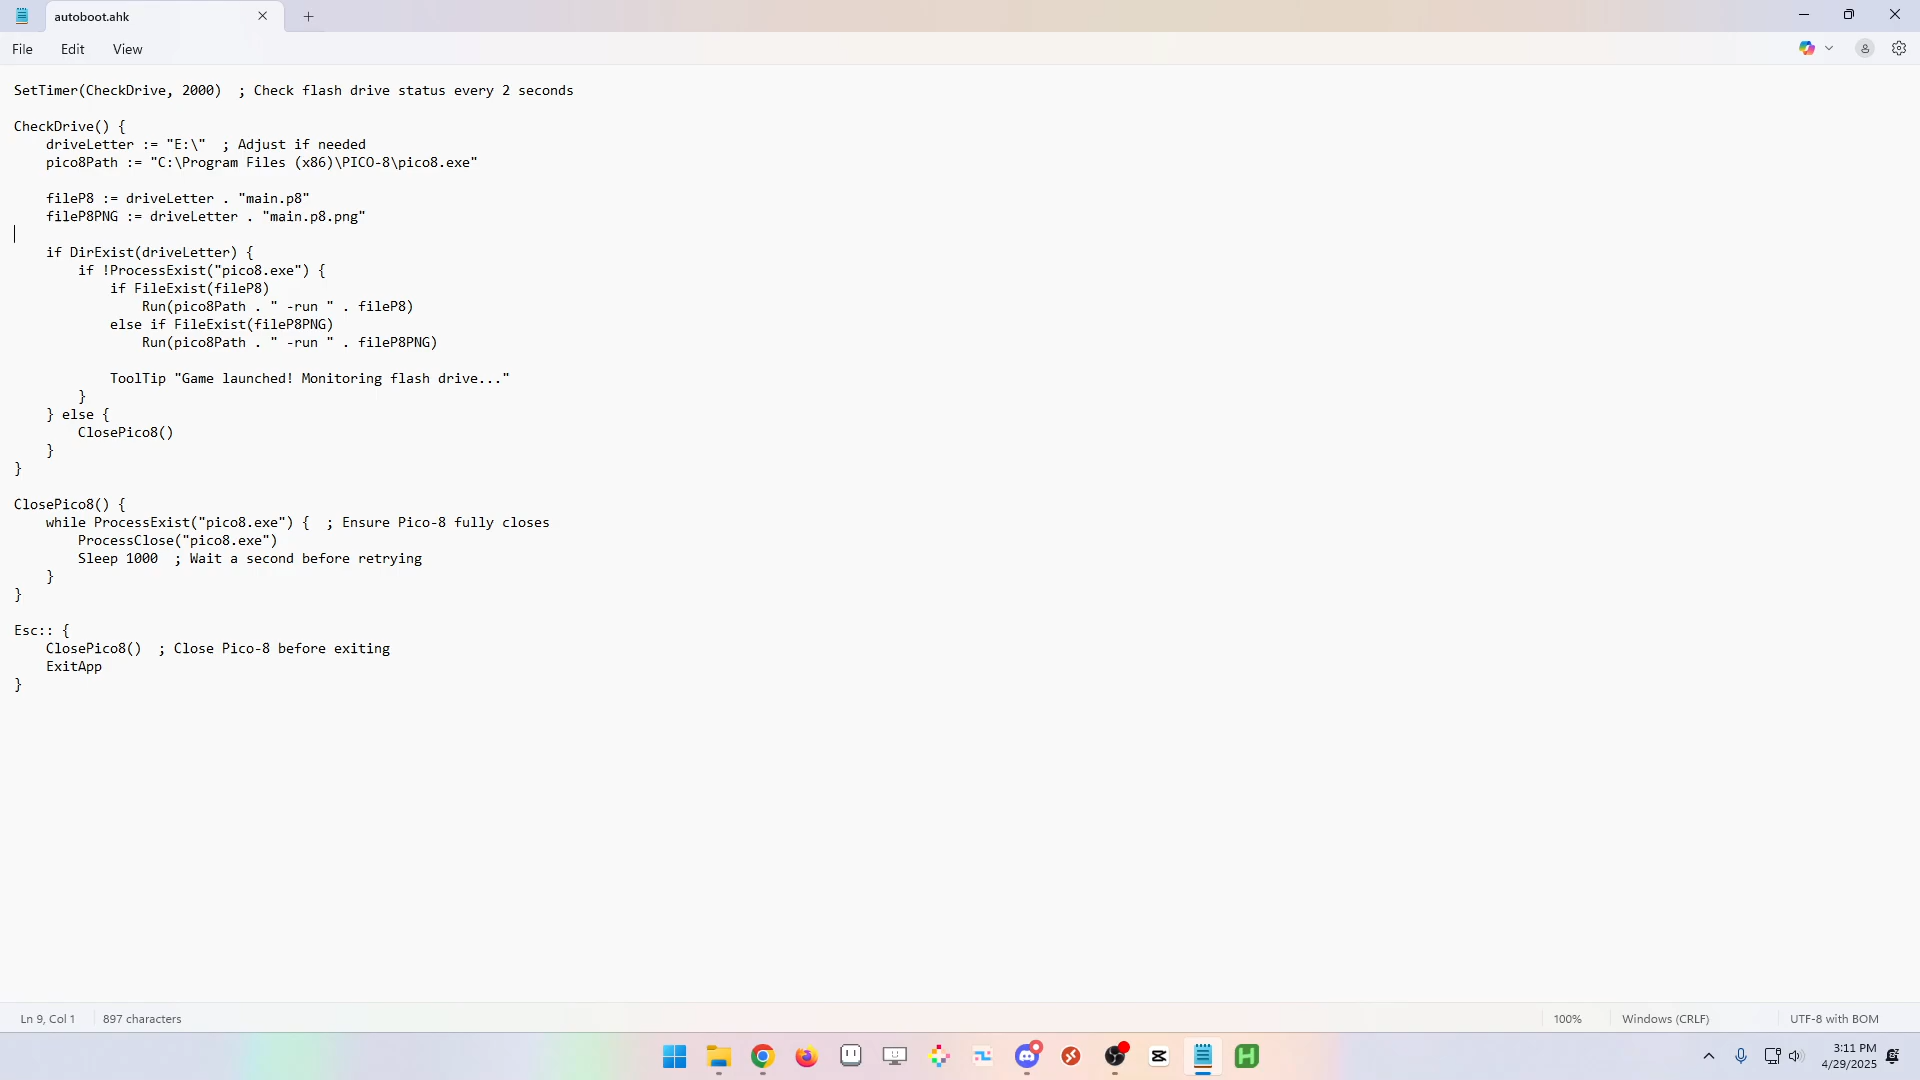 autoboot.ahk
File Edit View
SetTimer(CheckDrive, 2000)  ; Check flash drive status every 2 seconds
CheckDrive() {
    driveLetter := "E:\"  ; Adjust if needed
    pico8Path := "C:\Program Files (x86)\PICO-8\pico8.exe"
    fileP8 := driveLetter . "main.p8"
    fileP8PNG := driveLetter . "main.p8.png"
    if DirExist(driveLetter) {
        if !ProcessExist("pico8.exe") {
            if FileExist(fileP8)
                Run(pico8Path . " -run " . fileP8)
            else if FileExist(fileP8PNG)
                Run(pico8Path . " -run " . fileP8PNG)
            ToolTip "Game launched! Monitoring flash drive..."
        }
    } else {
        ClosePico8()
    }
}
ClosePico8() {
    while ProcessExist("pico8.exe") {  ; Ensure Pico-8 fully closes
        ProcessClose("pico8.exe")
        Sleep 1000  ; Wait a second before retrying
    }
}
Esc:: {
    ClosePico8()  ; Close Pico-8 before exiting
    ExitApp
}
Ln 9, Col 1 897 characters 100% Windows (CRLF) UTF-8 with BOM
3:11 PM
4/29/2025